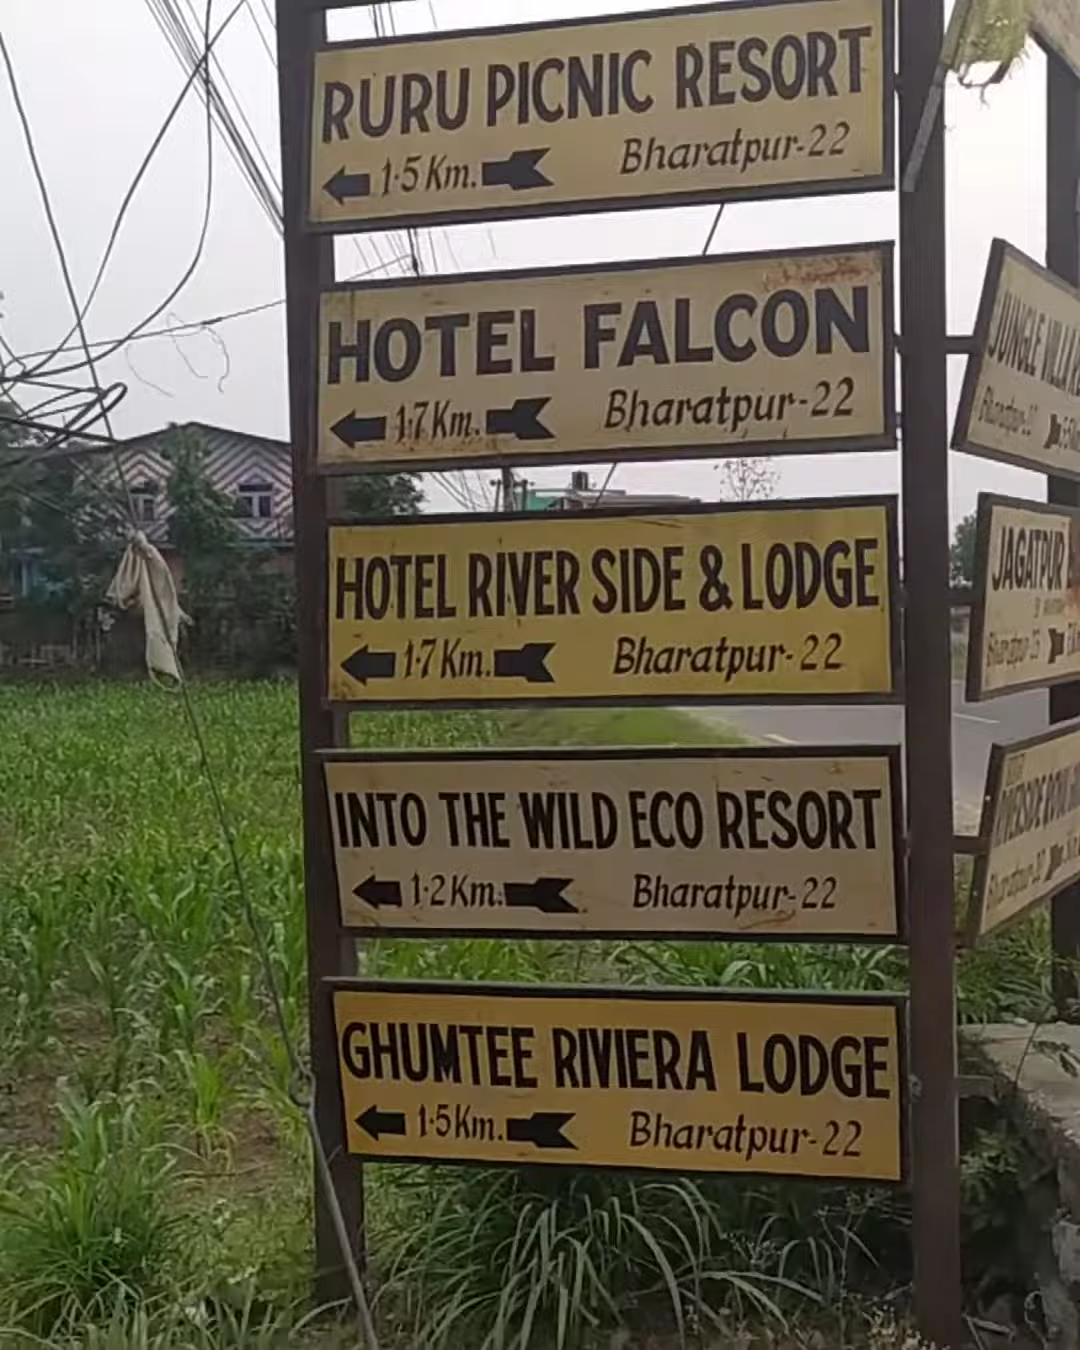 RURU PICNIC RESORT
1.5 Km. Bharatpur-22
HOTEL FALCON
1.7 Km. Bharatpur-22
HOTEL RIVER SIDE & LODGE
1.7 Km. Bharatpur-22
INTO THE WILD ECO RESORT
1.2 Km. Bharatpur-22
GHUMTEE RIVIERA LODGE
1.5 Km. Bharatpur-22
JUNGLE VILLA
JAGATPUR